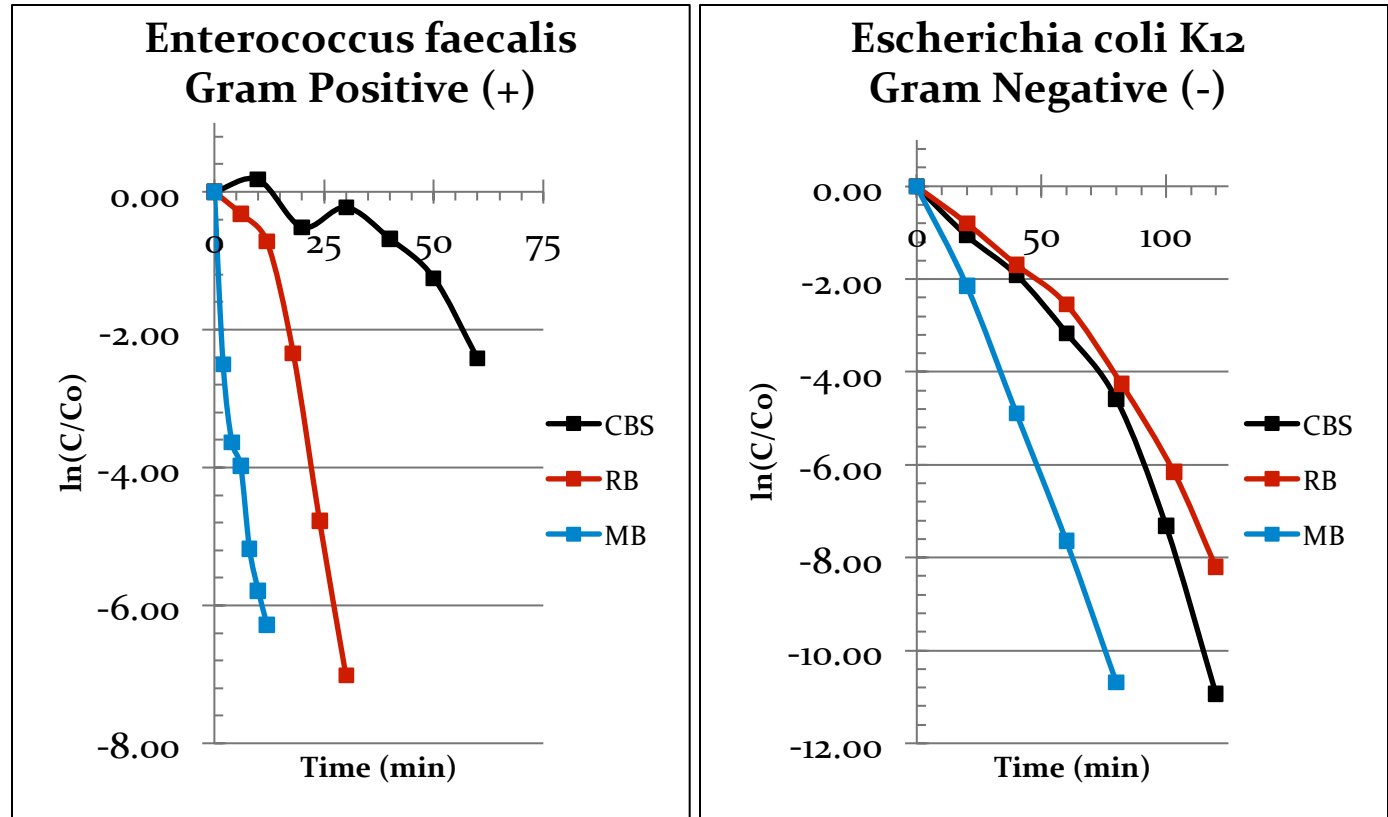 Enterococcus faecalis
Gram Positive (+)
0.00
0
25
50
75
-2.00
-4.00
-6.00
-8.00
ln(C/Co)
Time (min)
CBS
RB
MB
Escherichia coli K12
Gram Negative (-)
0.00
0
50
100
-2.00
-4.00
-6.00
-8.00
-10.00
-12.00
ln(C/Co)
Time (min)
CBS
RB
MB